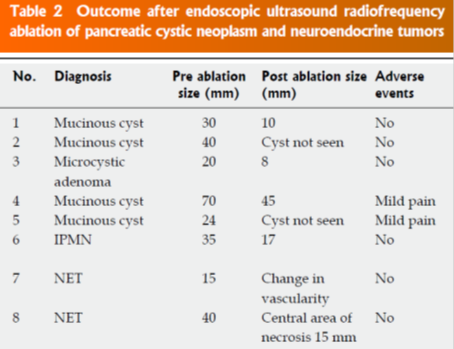 Table 2 Outcome after endoscopic ultrasound radiofrequency
ablation of pancreatic cystic neoplasm and neuroendocrine tumors
No. Diagnosis Pre ablation Post ablation size Adverse
size (mm) (mm) events
1 Mucinous cyst 30 10 No
2 Mucinous cyst 40 Cyst not seen No
3 Microcystic 20 8 No
adenoma
4 Mucinous cyst 70 45 Mild pain
5 Mucinous cyst 24 Cyst not seen Mild pain
6 IPMN 35 17 No
7 NET 15 Change in No
vascularity
8 NET 40 Central area of No
necrosis 15 mm